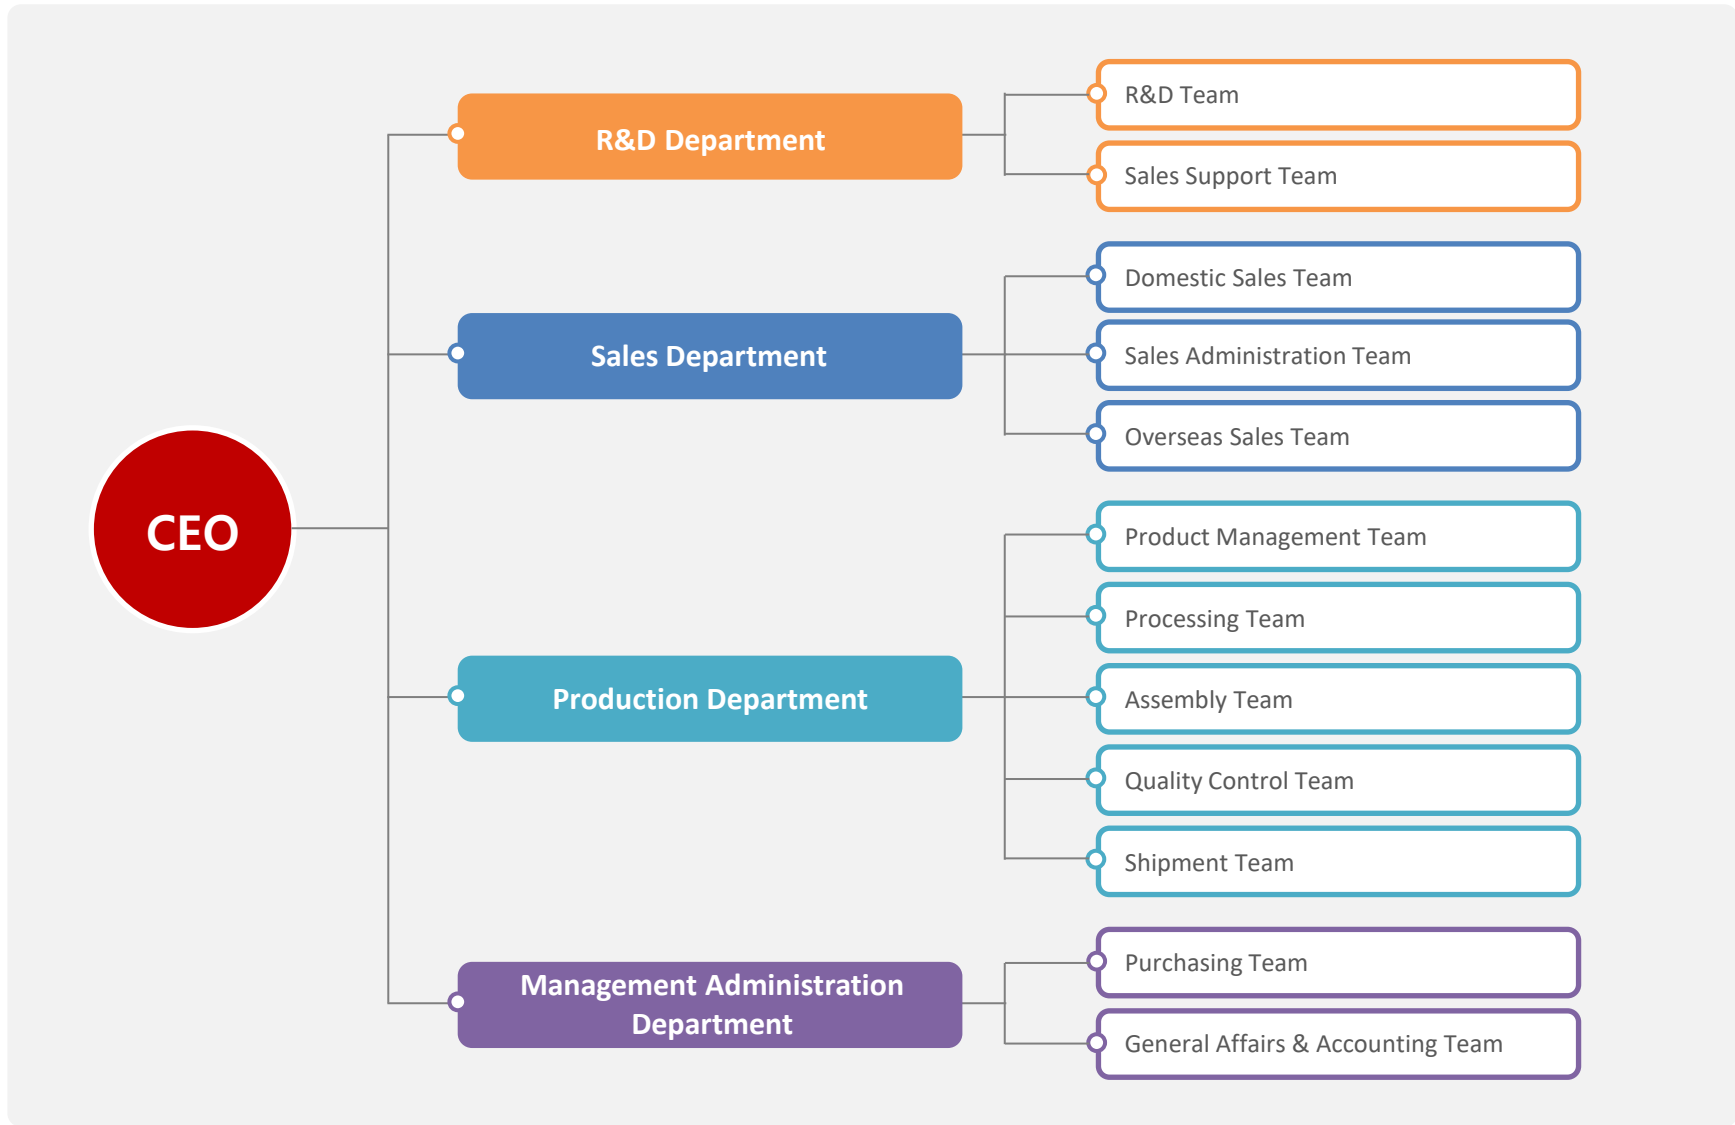 CEO
R&D Department
R&D Team
Sales Support Team
Sales Department
Domestic Sales Team
Sales Administration Team
Overseas Sales Team
Production Department
Product Management Team
Processing Team
Assembly Team
Quality Control Team
Shipment Team
Management Administration
Department
Purchasing Team
General Affairs & Accounting Team